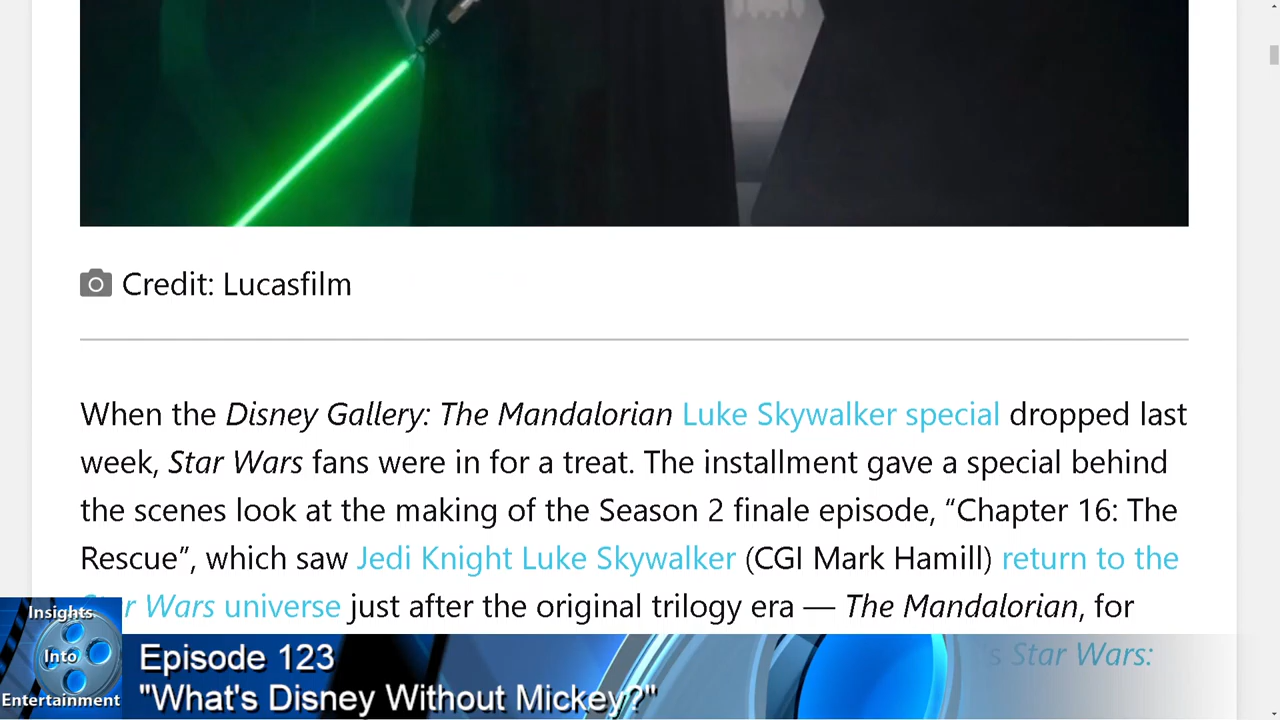 Credit: Lucasfilm
When the Disney Gallery: The Mandalorian Luke Skywalker special dropped last
week, Star Wars fans were in for a treat. The installment gave a special behind
the scenes look at the making of the Season 2 finale episode, “Chapter 16: The
Rescue”, which saw Jedi Knight Luke Skywalker (CGI Mark Hamill) return to the
Wars universe just after the original trilogy era — The Mandalorian, for
s Star Wars:
Insights
Into
Entertainment
Episode 123
"What's Disney Without Mickey?"